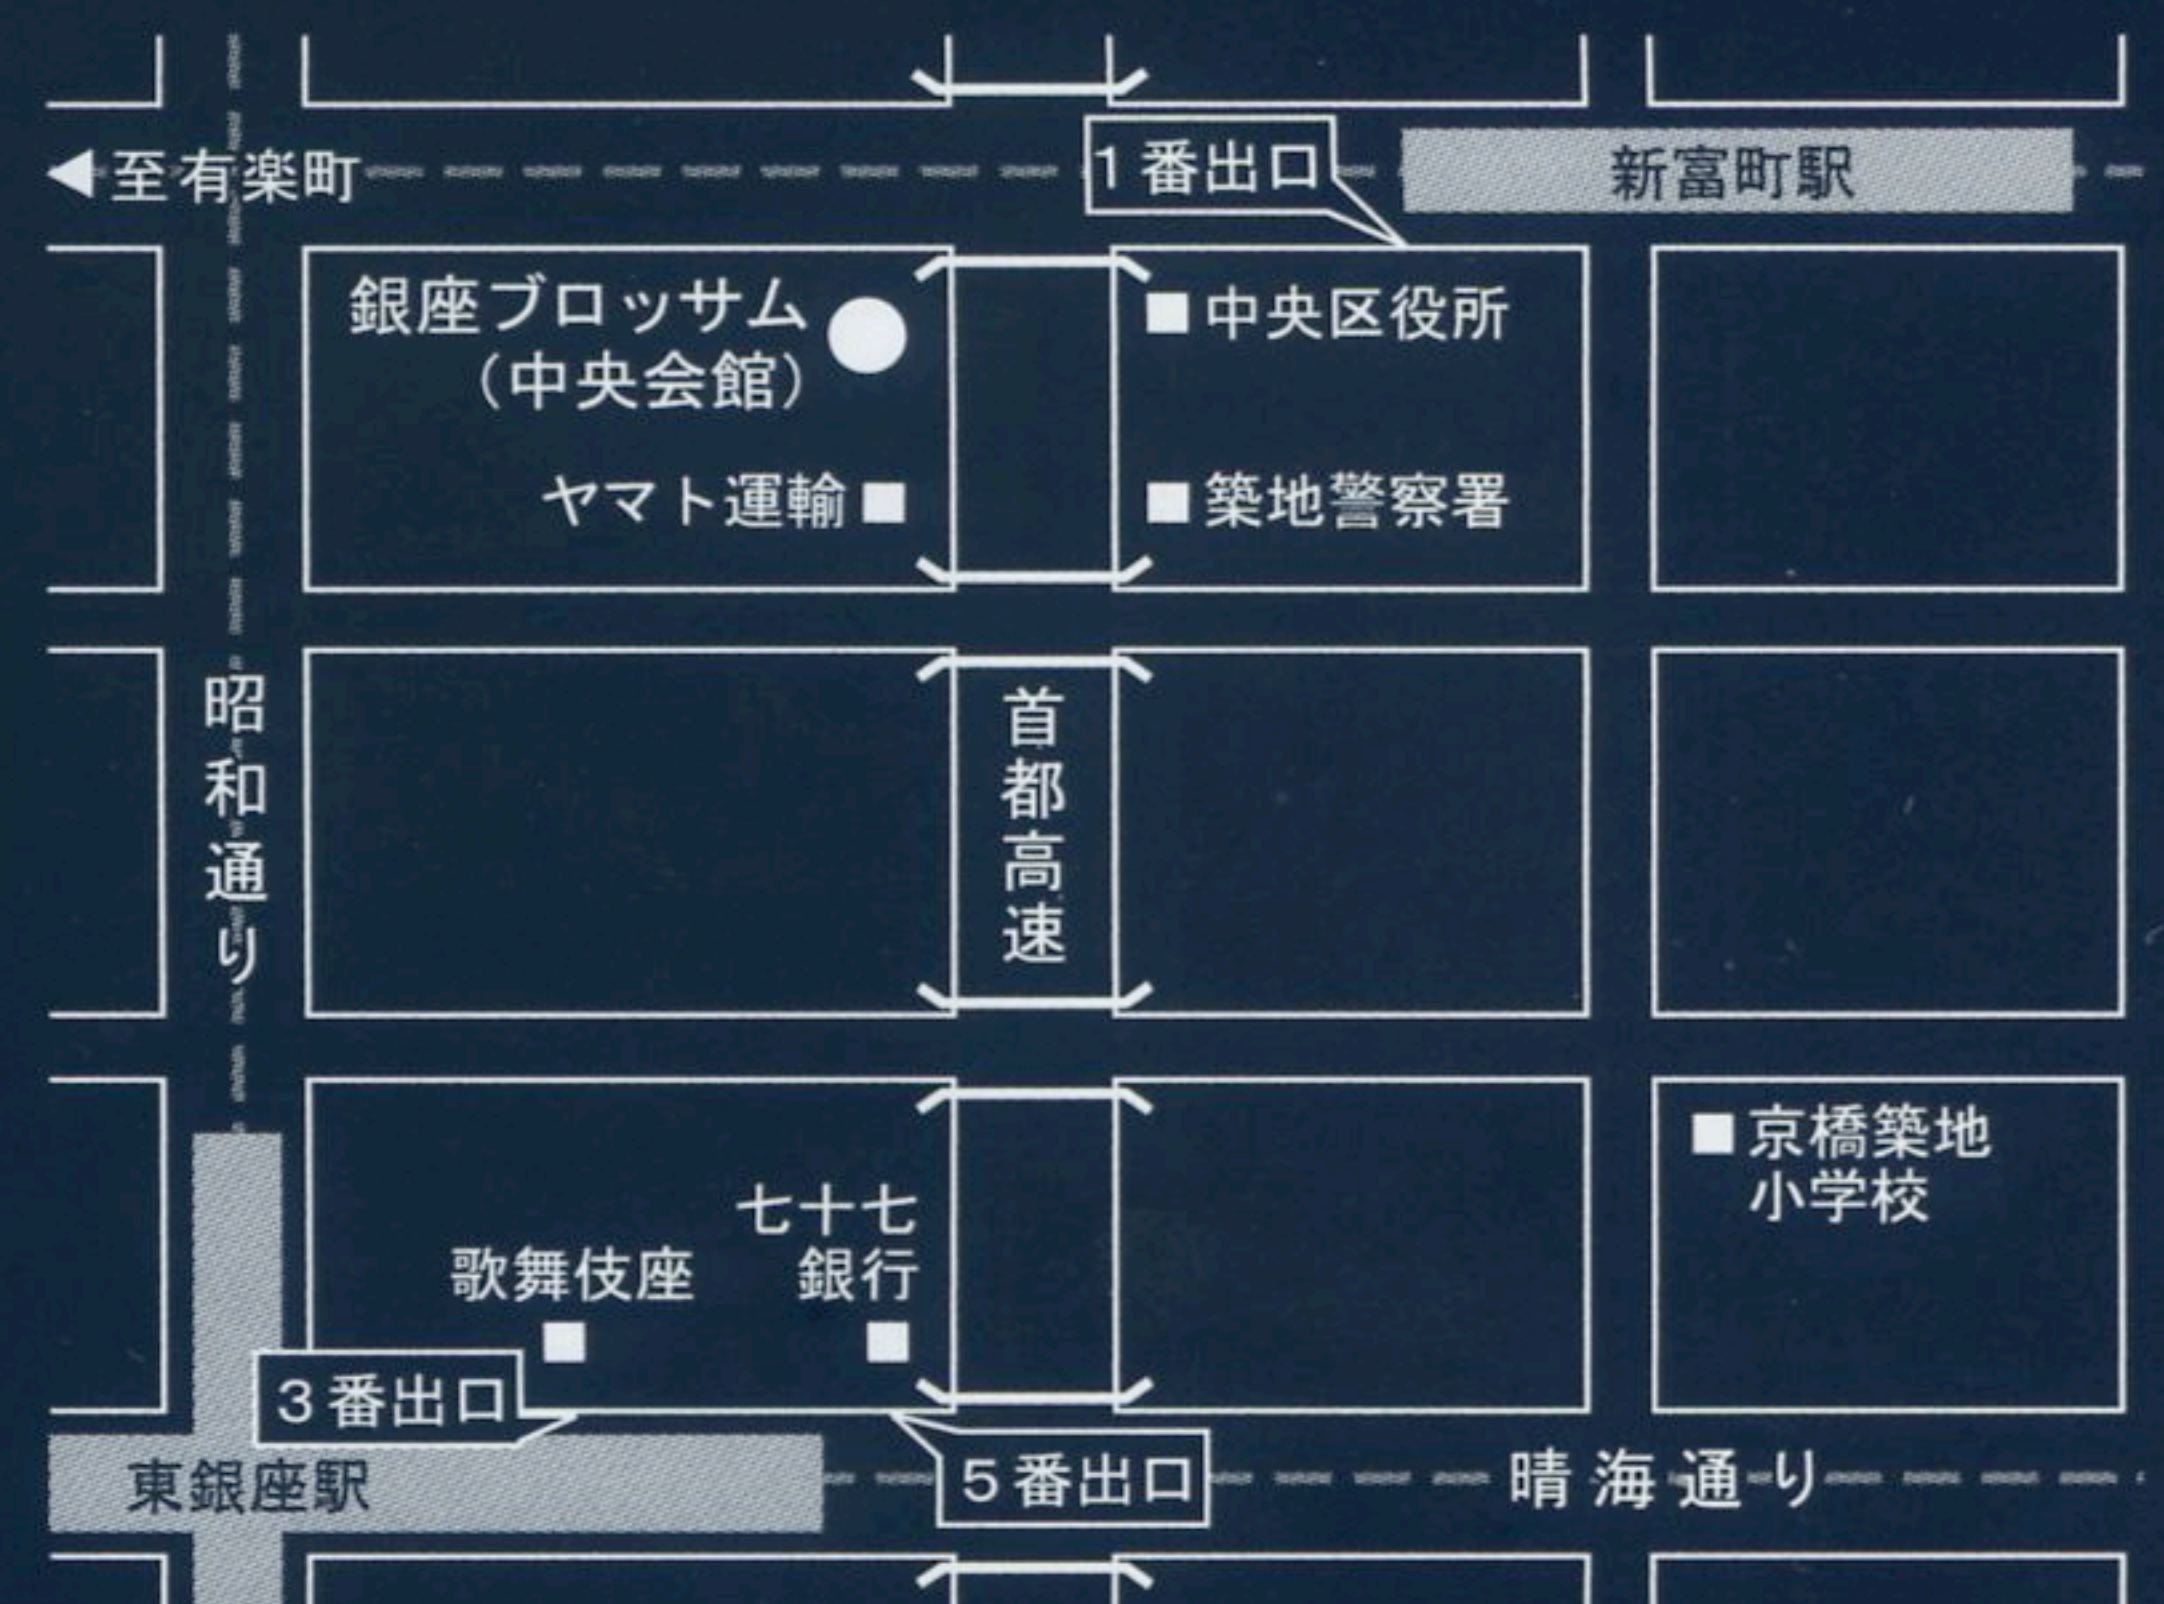 至有楽町
1番出口
新富町駅
銀座ブロッサム
（中央会館）
中央区役所
ヤマト運輸
築地警察署
昭和通り
首都高速
京橋築地
小学校
七十七
銀行
歌舞伎座
3番出口
東銀座駅
5番出口
晴海通り